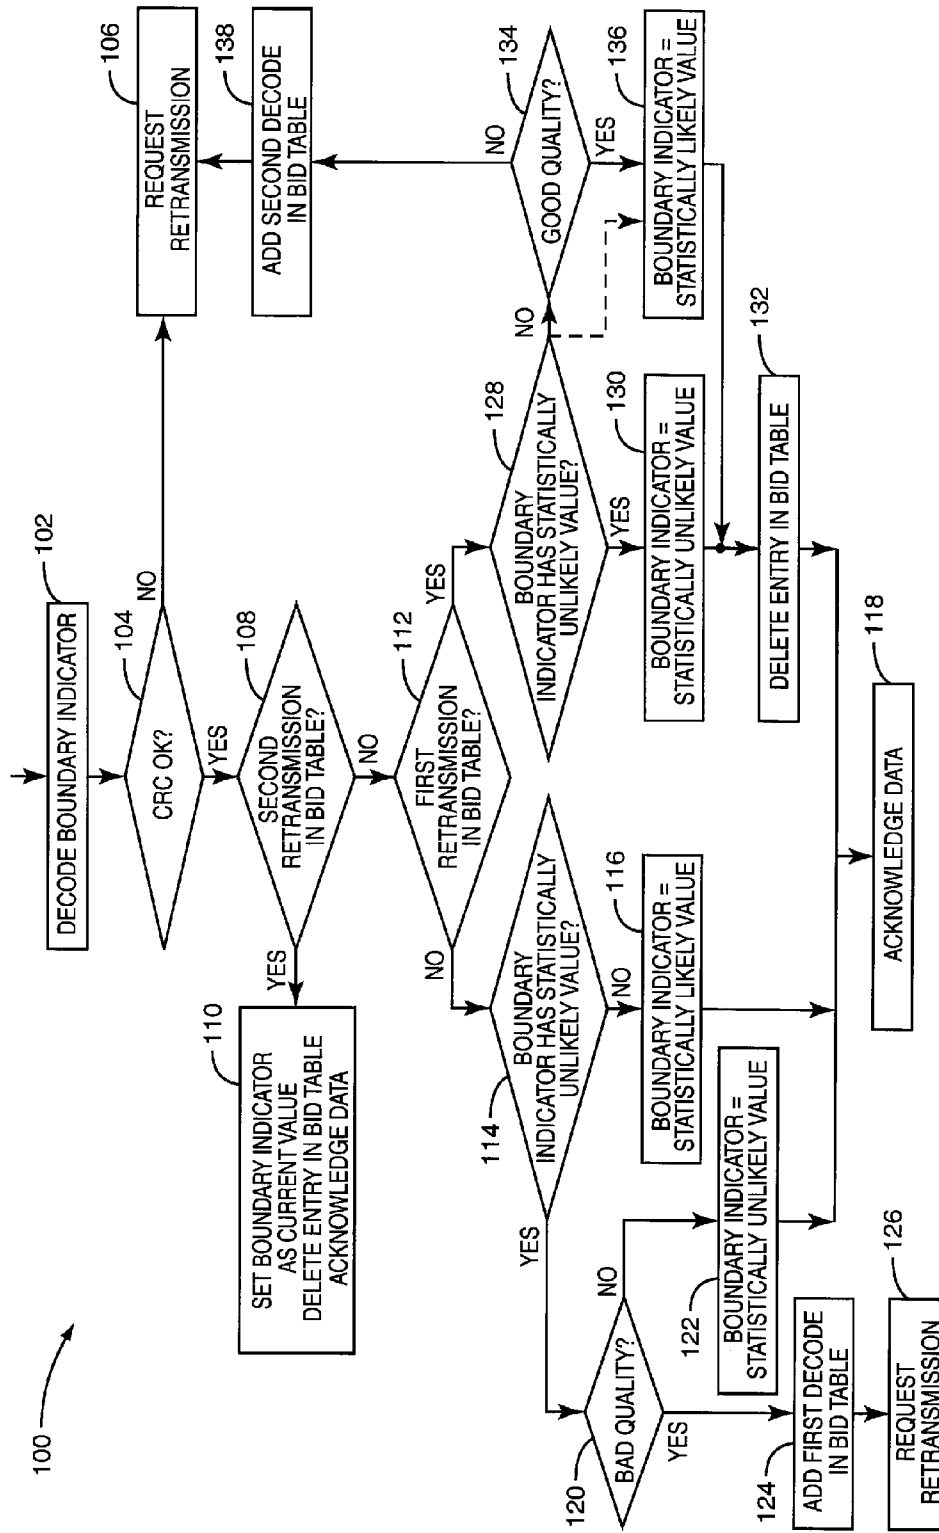 100
102
DECODE BOUNDARY INDICATOR
104
CRC OK?
NO
YES
106
REQUEST
RETRANSMISSION
138
ADD SECOND DECODE
IN BID TABLE
108
SECOND
RETRANSMISSION
IN BID TABLE?
YES
NO
110
SET BOUNDARY INDICATOR
AS CURRENT VALUE
DELETE ENTRY IN BID TABLE
ACKNOWLEDGE DATA
112
FIRST
RETRANSMISSION
IN BID TABLE?
NO
YES
114
BOUNDARY
INDICATOR HAS STATISTICALLY
UNLIKELY VALUE?
YES
NO
128
BOUNDARY
INDICATOR HAS STATISTICALLY
UNLIKELY VALUE?
NO
YES
134
GOOD QUALITY?
NO
YES
120
BAD QUALITY?
NO
YES
116
BOUNDARY INDICATOR =
STATISTICALLY LIKELY VALUE
130
BOUNDARY INDICATOR =
STATISTICALLY UNLIKELY VALUE
136
BOUNDARY INDICATOR =
STATISTICALLY LIKELY VALUE
122
BOUNDARY INDICATOR =
STATISTICALLY UNLIKELY VALUE
132
DELETE ENTRY IN BID TABLE
124
ADD FIRST DECODE
IN BID TABLE
118
ACKNOWLEDGE DATA
126
REQUEST
RETRANSMISSION